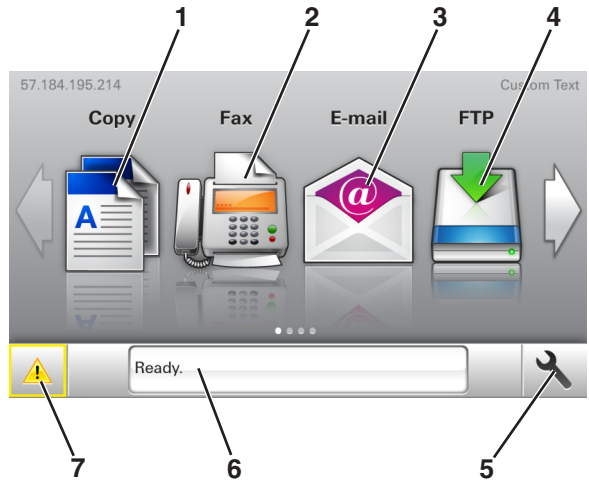 1 2 3 4
57.184.195.214 Custom Text
Copy Fax E-mail FTP
A
@
A
Ready.
7 6 5